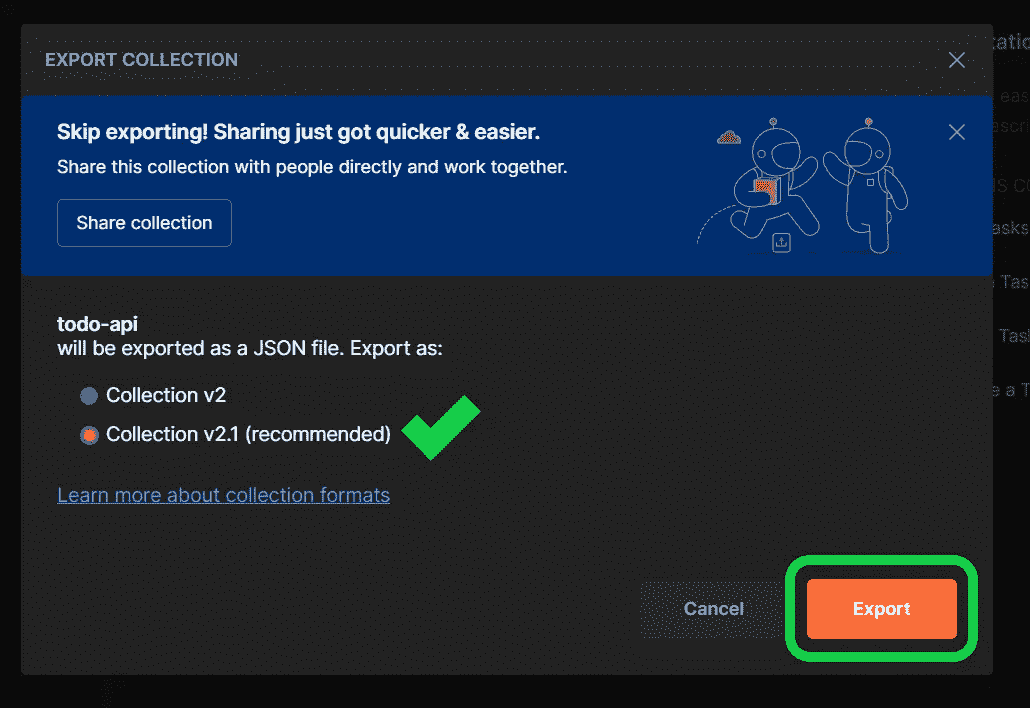 EXPORT COLLECTION
Skip exporting! Sharing just got quicker & easier.
Share this collection with people directly and work together.
Share collection
todo-api
will be exported as a JSON file. Export as:
Collection v2
Collection v2.1 (recommended)
Learn more about collection formats
Cancel
Export